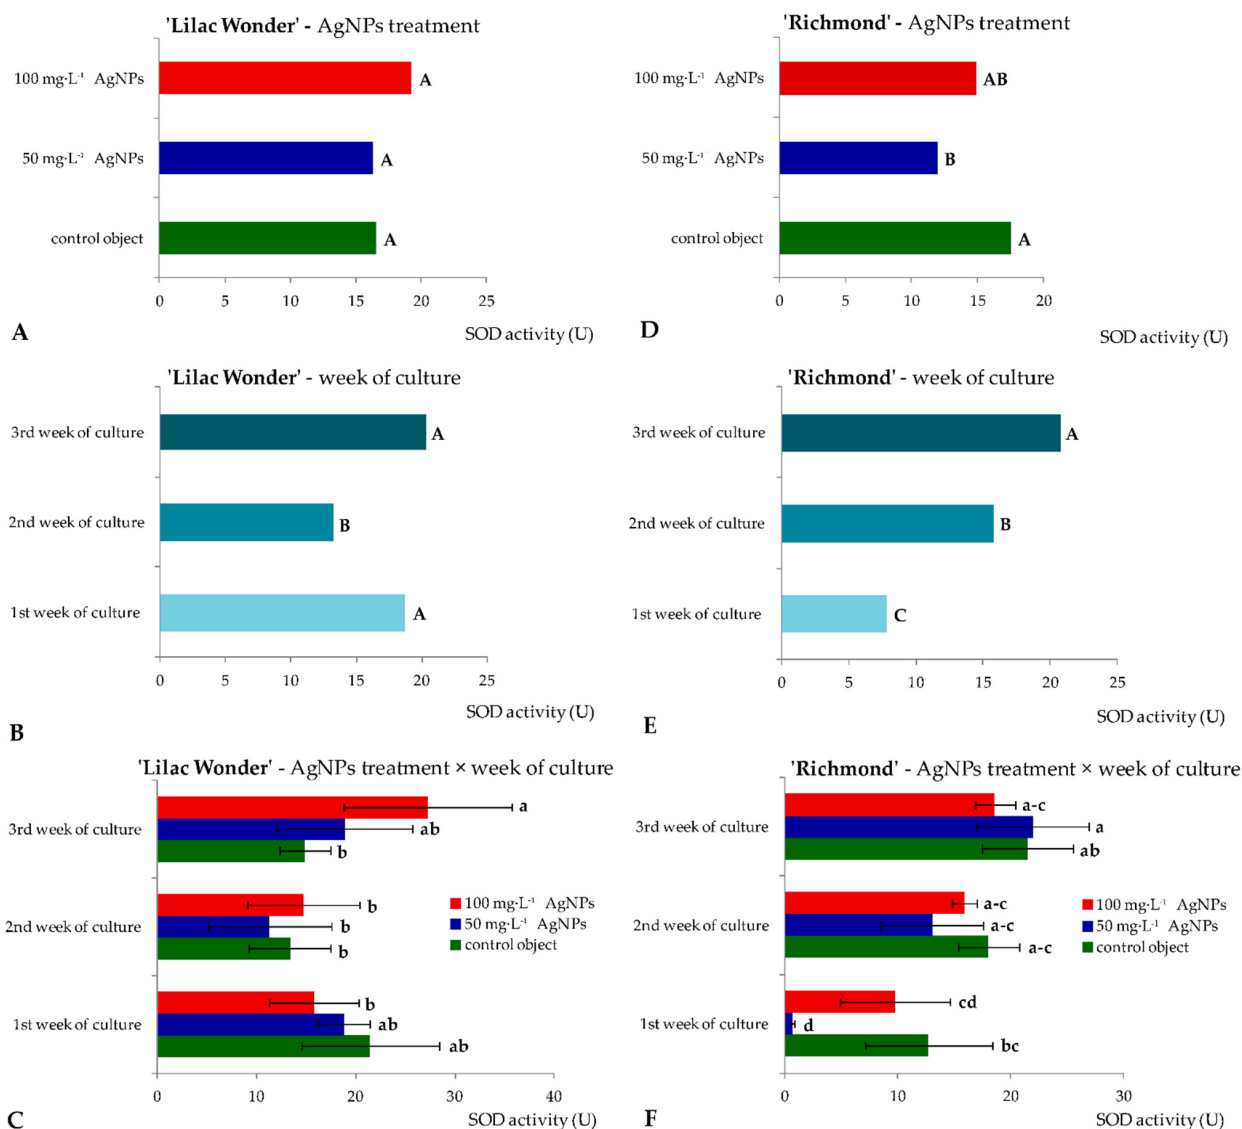 'Lilac Wonder' - AgNPs treatment
100 mg·L⁻¹ AgNPs
A
50 mg·L⁻¹ AgNPs
A
control object
A
0 5 10 15 20 25
SOD activity (U)
A
'Richmond' - AgNPs treatment
100 mg·L⁻¹ AgNPs
AB
50 mg·L⁻¹ AgNPs
B
control object
A
0 5 10 15 20
SOD activity (U)
D
'Lilac Wonder' - week of culture
3rd week of culture
A
2nd week of culture
B
1st week of culture
A
0 5 10 15 20 25
SOD activity (U)
B
'Richmond' - week of culture
3rd week of culture
A
2nd week of culture
B
1st week of culture
C
0 5 10 15 20 25
SOD activity (U)
E
'Lilac Wonder' - AgNPs treatment × week of culture
3rd week of culture
a
ab
b
2nd week of culture
b
b
b
1st week of culture
b
ab
ab
100 mg·L⁻¹ AgNPs
50 mg·L⁻¹ AgNPs
control object
0 10 20 30 40
SOD activity (U)
C
'Richmond' - AgNPs treatment × week of culture
3rd week of culture
a-c
a
ab
2nd week of culture
a-c
a-c
a-c
1st week of culture
cd
d
bc
100 mg·L⁻¹ AgNPs
50 mg·L⁻¹ AgNPs
control object
0 10 20 30
SOD activity (U)
F